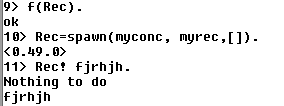 9> f(Rec).
ok
10> Rec=spawn(myconc, myrec,[]).
<0.49.0>
11> Rec! fjrhjh.
Nothing to do
fjrhjh